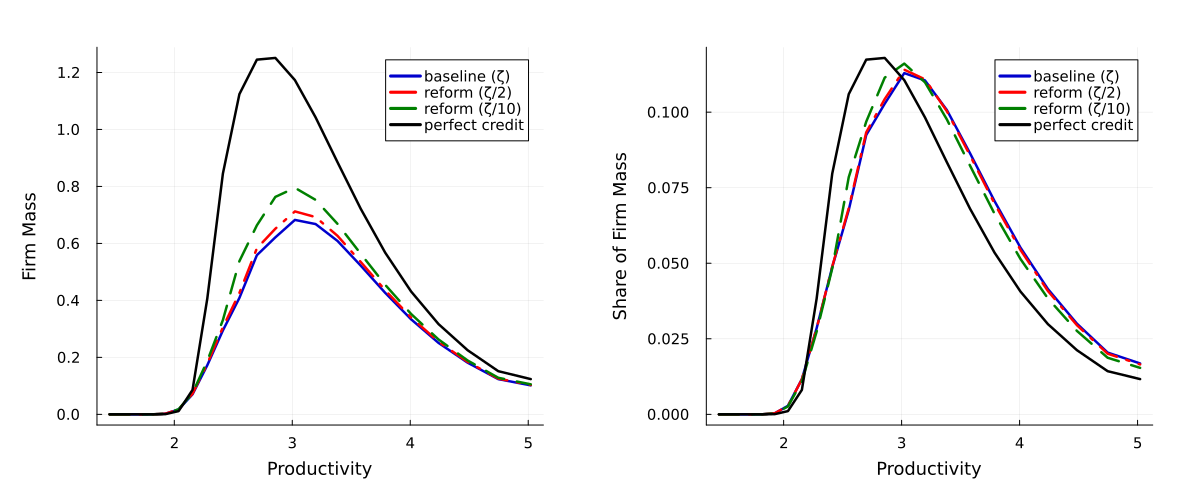 Firm Mass
1.2
1.0
0.8
0.6
0.4
0.2
0.0
2
3
4
5
Productivity
baseline (ζ)
reform (ζ/2)
reform (ζ/10)
perfect credit
Share of Firm Mass
0.100
0.075
0.050
0.025
0.000
2
3
4
5
Productivity
baseline (ζ)
reform (ζ/2)
reform (ζ/10)
perfect credit